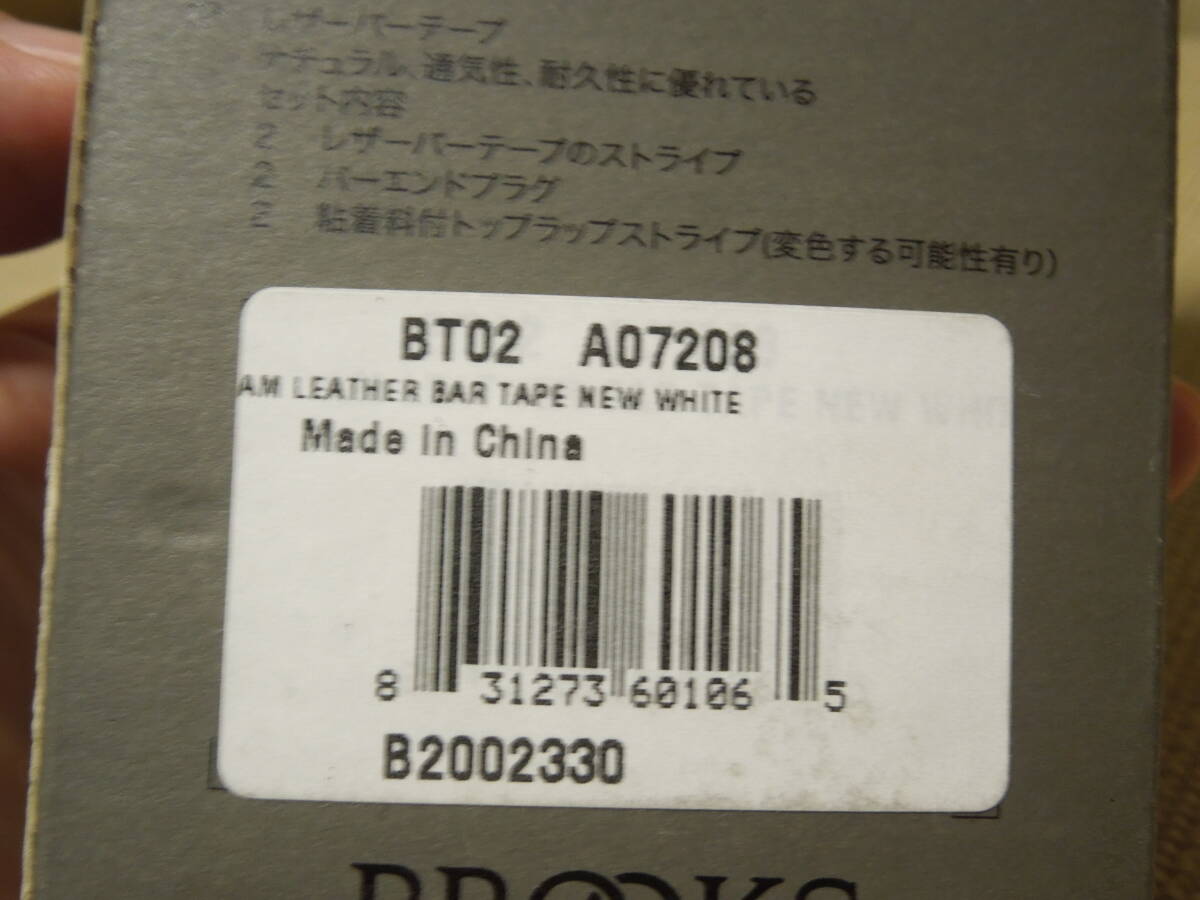 レザーバーテープ
ナチュラル、通気性、耐久性に優れている
セット内容
2 レザーバーテープのストライプ
2 バーエンドプラグ
2 粘着料付トップラップストライプ(変色する可能性有り)
BT02 A07208
AM LEATHER BAR TAPE NEW WHITE
Made in China
8 31273 60106 5
B2002330
BROOKS